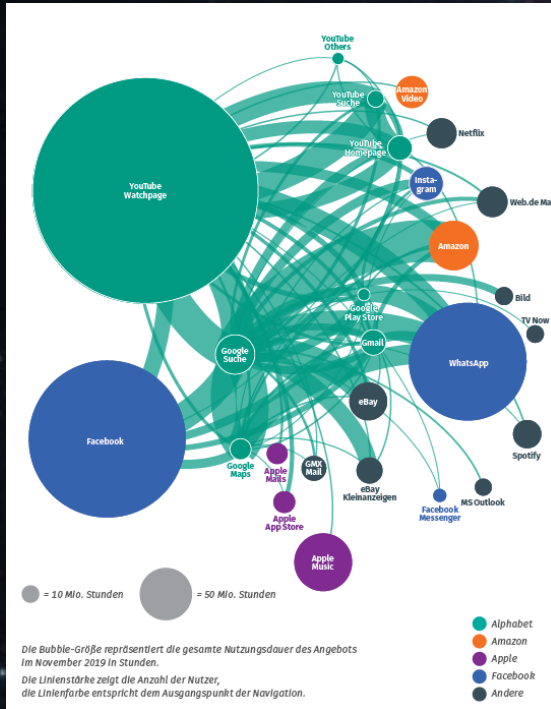 YouTube
Others
YouTube
Suche
Amazon
Video
YouTube
Homepage
Netflix
YouTube
Watchpage
Insta-
gram
Web.de Ma
Amazon
Bild
Google
Play Store
TV Now
Google
Suche
Gmail
WhatsApp
eBay
Facebook
Spotify
Google
Maps
Apple
Mails
GMX
Mail
eBay
Kleinanzeigen
MS Outlook
Facebook
Messenger
Apple
App Store
Apple
Music
= 10 Mio. Stunden
= 50 Mio. Stunden
Die Bubble-Größe repräsentiert die gesamte Nutzungsdauer des Angebots
im November 2019 in Stunden.
Die Linienstärke zeigt die Anzahl der Nutzer,
die Linienfarbe entspricht dem Ausgangspunkt der Navigation.
Alphabet
Amazon
Apple
Facebook
Andere